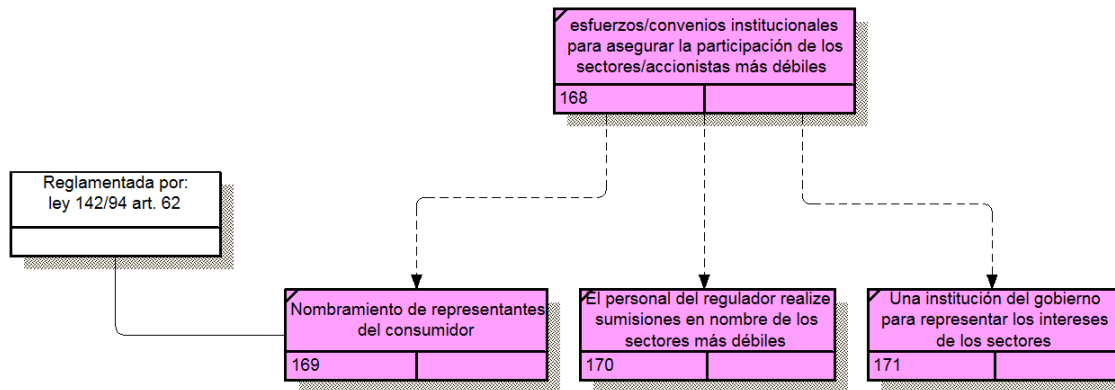 esfuerzos/convenios institucionales
para asegurar la participación de los
sectores/accionistas más débiles
168
Reglamentada por:
ley 142/94 art. 62
Nombramiento de representantes
del consumidor
169
El personal del regulador realize
sumisiones en nombre de los
sectores más débiles
170
Una institución del gobierno
para representar los intereses
de los sectores
171